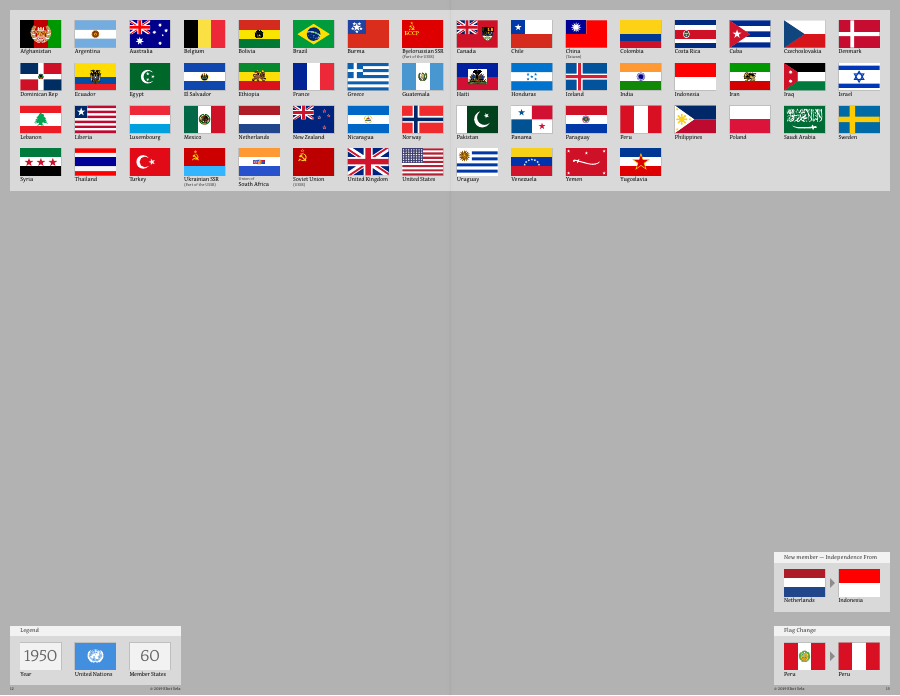 Afghanistan Argentina Australia Belgium Bolivia Brazil Burma Byelorussian SSR Canada Chile China Colombia Costa Rica Cuba Czechoslovakia Denmark
(Part of the USSR) (Taiwan)
Dominican Rep Ecuador Egypt El Salvador Ethiopia France Greece Guatemala Haiti Honduras Iceland India Indonesia Iran Iraq Israel
Lebanon Liberia Luxembourg Mexico Netherlands New Zealand Nicaragua Norway Pakistan Panama Paraguay Peru Philippines Poland Saudi Arabia Sweden
Syria Thailand Turkey Ukrainian SSR Union of South Africa Soviet Union United Kingdom United States Uruguay Venezuela Yemen Yugoslavia
(Part of the USSR) (USSR)
New member — Independence From
Netherlands Indonesia
Legend
1950 60
Year United Nations Member States
Flag Change
Peru Peru